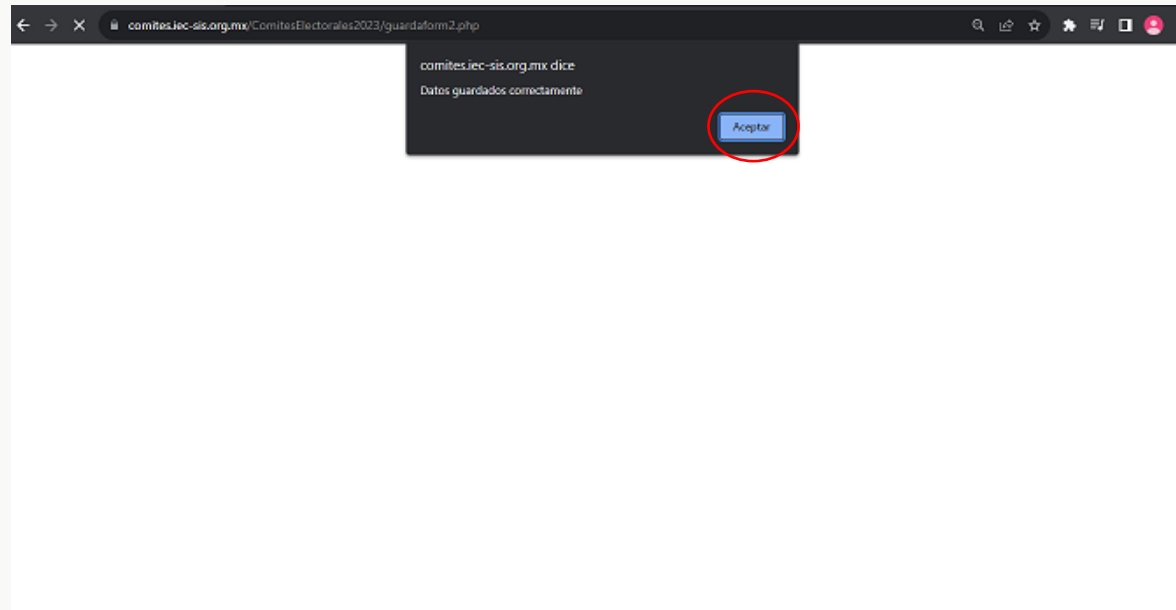 comites.iec-sis.org.mx/ComitesElectorales2023/guardaform2.php
comites.iec-sis.org.mx dice
Datos guardados correctamente
Aceptar